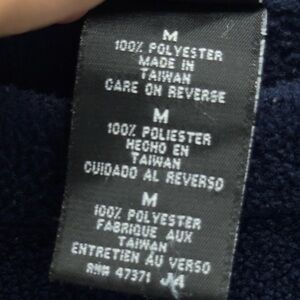 M
100% POLYESTER
MADE IN
TAIWAN
CARE ON REVERSE
M
100% POLIESTER
HECHO EN
TAIWAN
CUIDADO AL REVERSO
M
100% POLYESTER
FABRIQUE AUX
TAIWAN
ENTRETIEN AU VERSO
RN# 47371 J4